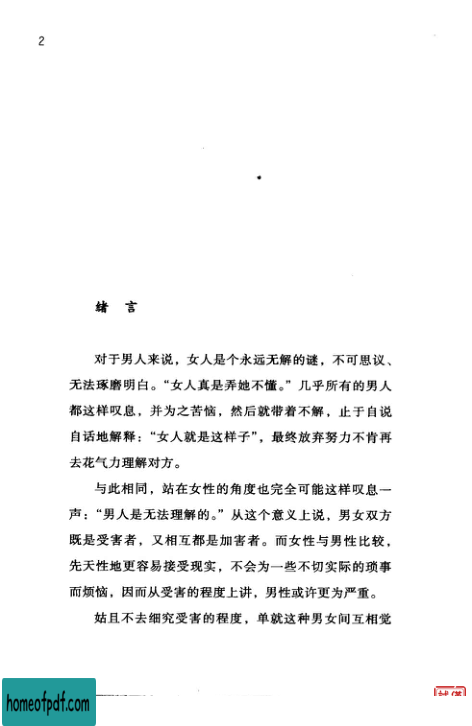 2
绪 言
对于男人来说，女人是个永远无解的谜，不可思议、
无法琢磨明白。“女人真是弄她不懂。”几乎所有的男人
都这样叹息，并为之苦恼，然后就带着不解，止于自说
自话地解释：“女人就是这样子”，最终放弃努力不肯再
去花气力理解对方。
与此相同，站在女性的角度也完全可能这样叹息一
声：“男人是无法理解的。”从这个意义上说，男女双方
既是受害者，又相互都是加害者。而女性与男性比较，
先天性地更容易接受现实，不会为一些不切实际的琐事
而烦恼，因而从受害的程度上讲，男性或许更为严重。
姑且不去细究受害的程度，单就这种男女间互相觉
homeofpdf.com